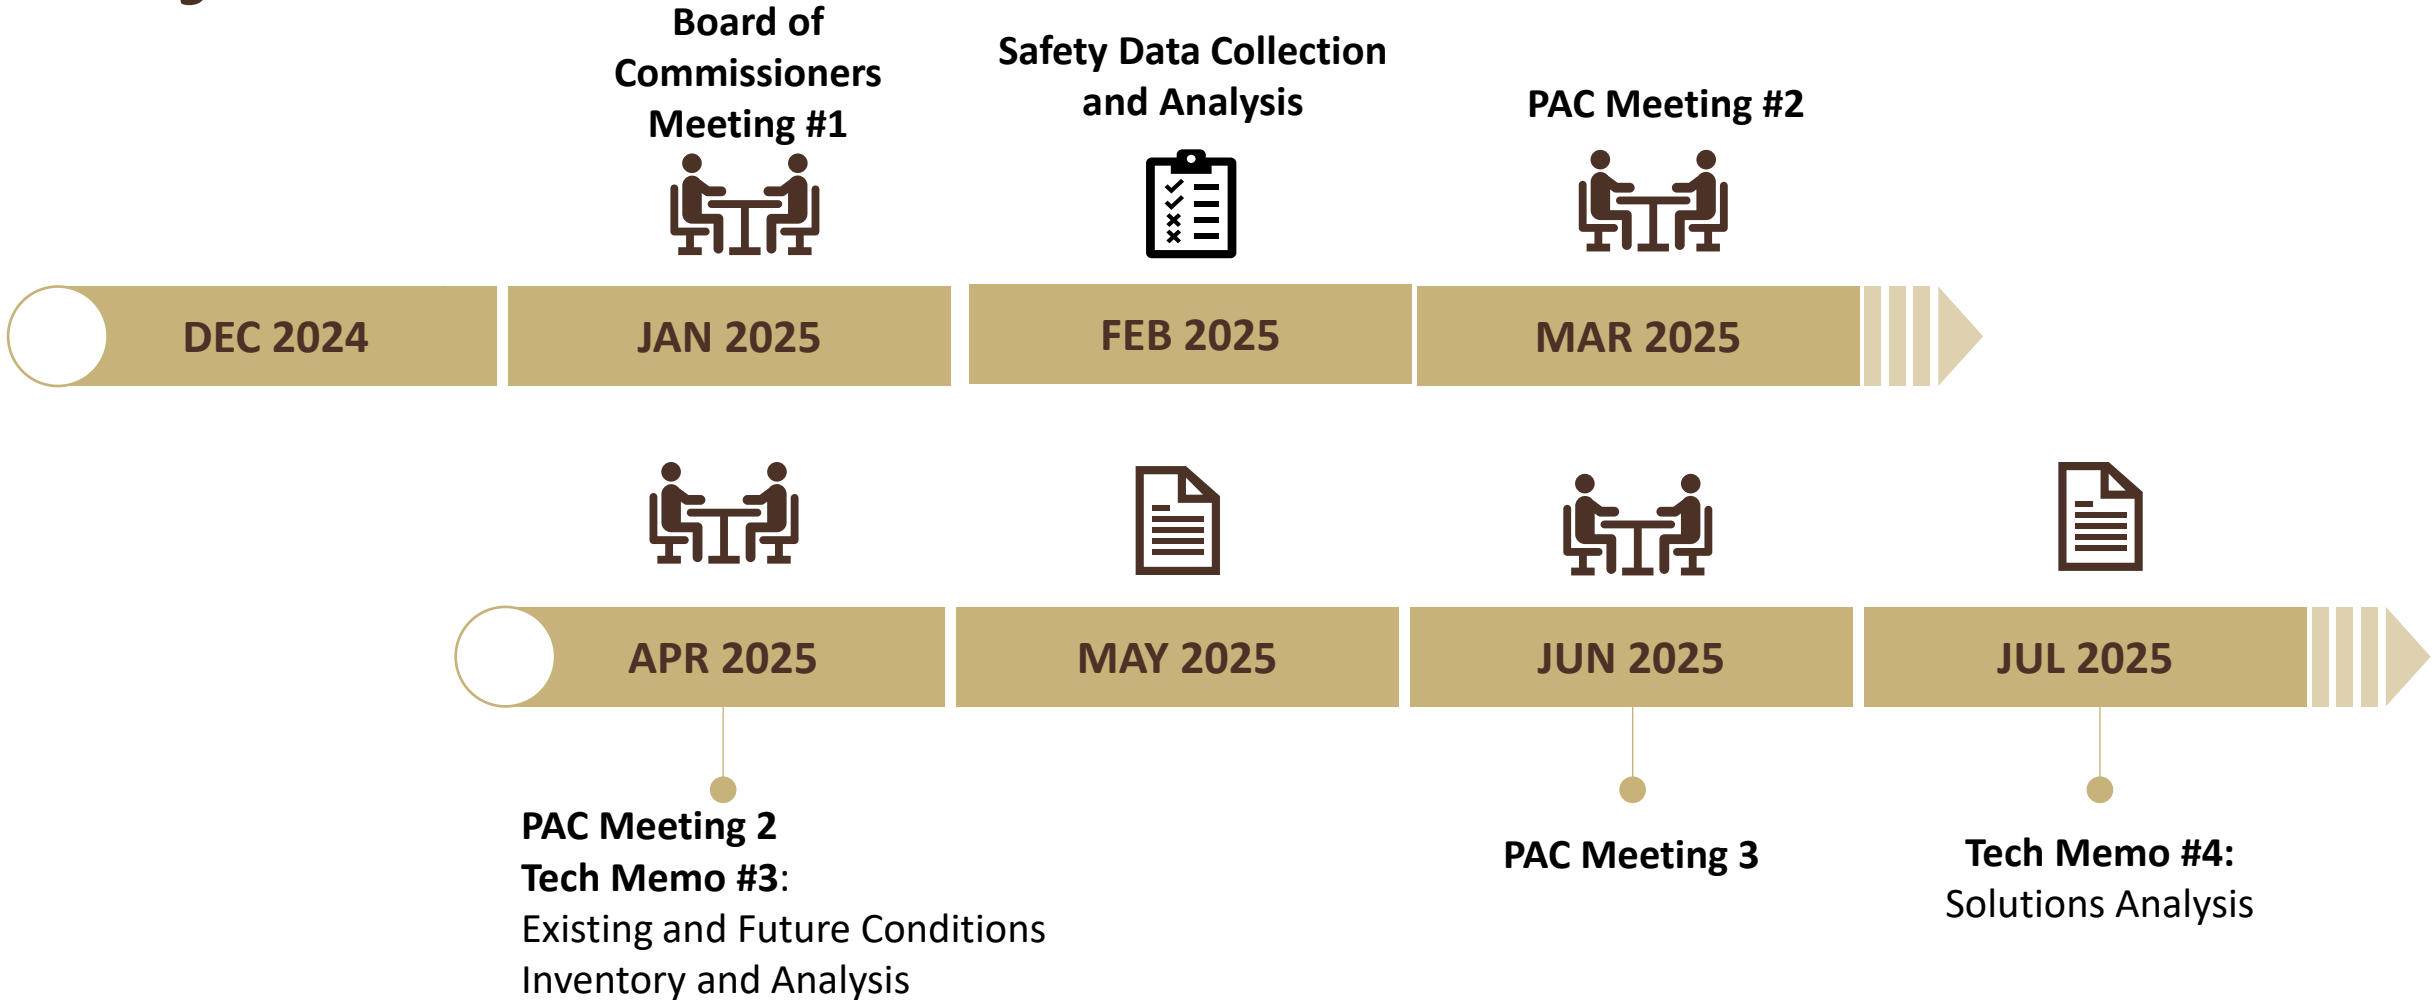 Board of
Commissioners
Meeting #1
Safety Data Collection
and Analysis
PAC Meeting #2
DEC 2024
JAN 2025
FEB 2025
MAR 2025
APR 2025
MAY 2025
JUN 2025
JUL 2025
PAC Meeting 2
Tech Memo #3:
Existing and Future Conditions
Inventory and Analysis
PAC Meeting 3
Tech Memo #4:
Solutions Analysis